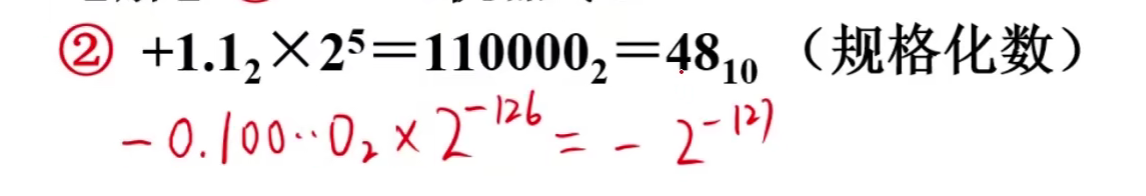 ② +1.1₂×2⁵=110000₂=48₁₀ （规格化数）
-0.100··0₂×2⁻¹²⁶=-2⁻¹²⁷